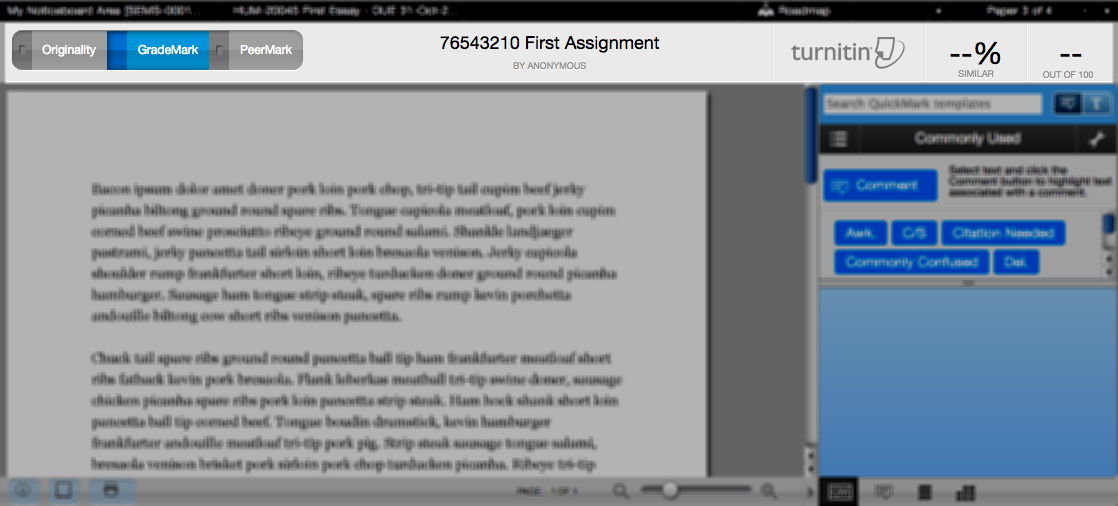 My Noticeboard Area [SEMS-0001...
HUM-20045 First Essay - DUE 31-Oct-2...
Roadmap
Paper 3 of 4
Originality
GradeMark
PeerMark
76543210 First Assignment
BY ANONYMOUS
turnitin
--%
SIMILAR
--
OUT OF 100
Bacon ipsum dolor amet doner pork loin pork chop, tri-tip tail cupim beef jerky
picanha biltong ground round spare ribs. Tongue capicola meatloaf, pork loin cupim
corned beef swine prosciutto ribeye ground round salami. Shankle landjaeger
pastrami, jerky pancetta tail sirloin short loin bresaola venison. Jerky capicola
shoulder rump frankfurter short loin, ribeye turducken doner ground round picanha
hamburger. Sausage ham tongue strip steak, spare ribs rump kevin porchetta
andouille biltong cow short ribs venison pancetta.
Chuck tail spare ribs ground round pancetta ball tip ham frankfurter meatloaf short
ribs fatback kevin pork bresaola. Flank leberkas meatball tri-tip swine doner, sausage
chicken picanha spare ribs pork loin pancetta strip steak. Ham hock shank short loin
pancetta ball tip corned beef. Tongue boudin drumstick, kevin hamburger
frankfurter andouille meatloaf tri-tip pork pig. Strip steak sausage tongue salami,
bresaola venison brisket pork sirloin pork chop turducken picanha. Ribeye tri-tip
PAGE: 1 OF 1
Search QuickMark templates
T
Commonly Used
Comment
Select text and click the
Comment button to highlight text
associated with a comment.
Awk.
C/S
Citation Needed
Commonly Confused
Del.